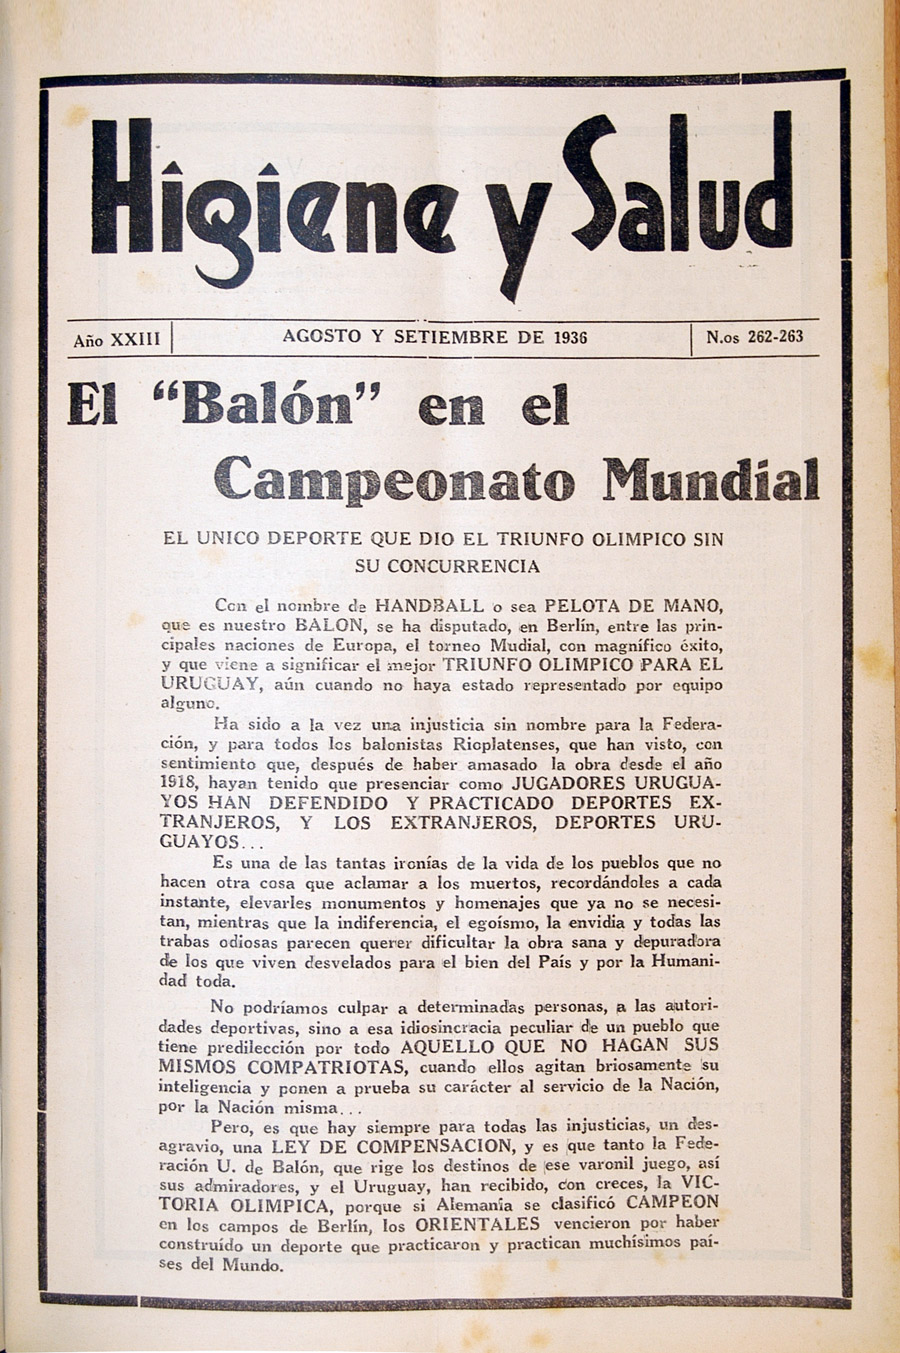 Higiene y Salud
Año XXIII
AGOSTO Y SETIEMBRE DE 1936
N.os 262-263
El “Balón” en el
Campeonato Mundial
EL UNICO DEPORTE QUE DIO EL TRIUNFO OLIMPICO SIN
SU CONCURRENCIA
Con el nombre de HANDBALL o sea PELOTA DE MANO,
que es nuestro BALON, se ha disputado, en Berlín, entre las prin-
cipales naciones de Europa, el torneo Mudial, con magnífico éxito,
y que viene a significar el mejor TRIUNFO OLIMPICO PARA EL
URUGUAY, aún cuando no haya estado representado por equipo
alguno.
Ha sido a la vez una injusticia sin nombre para la Federa-
ción, y para todos los balonistas Rioplatenses, que han visto, con
sentimiento que, después de haber amasado la obra desde el año
1918, hayan tenido que presenciar como JUGADORES URUGUA-
YOS HAN DEFENDIDO Y PRACTICADO DEPORTES EX-
TRANJEROS, Y LOS EXTRANJEROS, DEPORTES URU-
GUAYOS...
Es una de las tantas ironías de la vida de los pueblos que no
hacen otra cosa que aclamar a los muertos, recordándoles a cada
instante, elevarles monumentos y homenajes que ya no se necesi-
tan, mientras que la indiferencia, el egoísmo, la envidia y todas las
trabas odiosas parecen querer dificultar la obra sana y depuradora
de los que viven desvelados para el bien del País y por la Humani-
dad toda.
No podríamos culpar a determinadas personas, a las autori-
dades deportivas, sino a esa idiosincracia peculiar de un pueblo que
tiene predilección por todo AQUELLO QUE NO HAGAN SUS
MISMOS COMPATRIOTAS, cuando ellos agitan briosamente su
inteligencia y ponen a prueba su carácter al servicio de la Nación,
por la Nación misma...
Pero, es que hay siempre para todas las injusticias, un des-
agravio, una LEY DE COMPENSACION, y es que tanto la Fede-
ración U. de Balón, que rige los destinos de ese varonil juego, así
sus admiradores, y el Uruguay, han recibido, con creces, la VIC-
TORIA OLIMPICA, porque si Alemania se clasificó CAMPEON
en los campos de Berlín, los ORIENTALES vencieron por haber
construído un deporte que practicaron y practican muchísimos paí-
ses del Mundo.